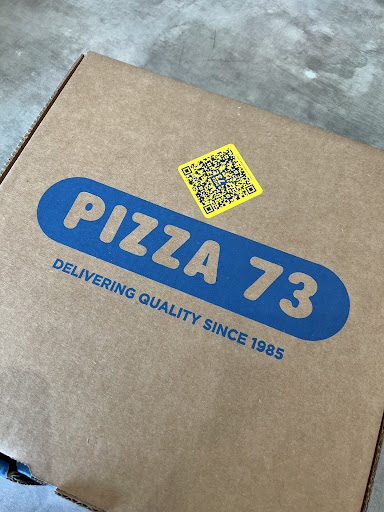 PIZZA 73
DELIVERING QUALITY SINCE 1985